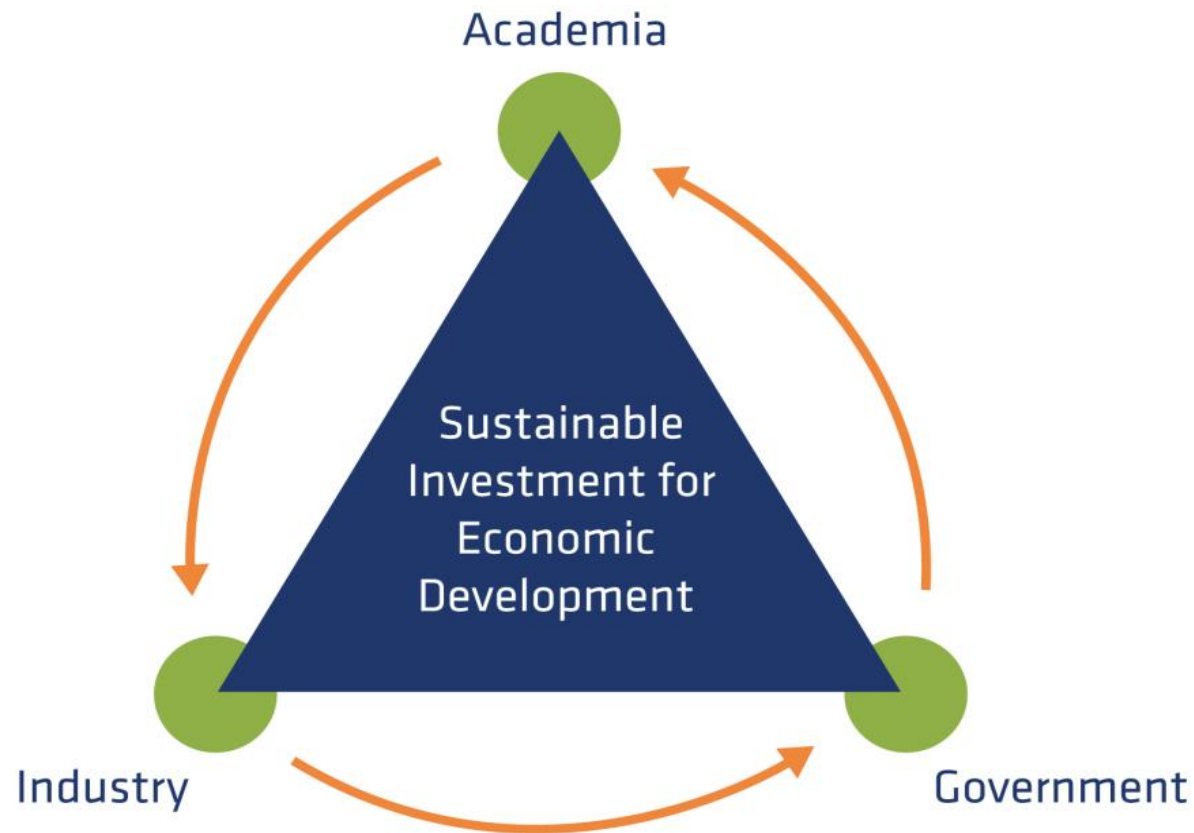 Academia
Sustainable
Investment for
Economic
Development
Industry
Government